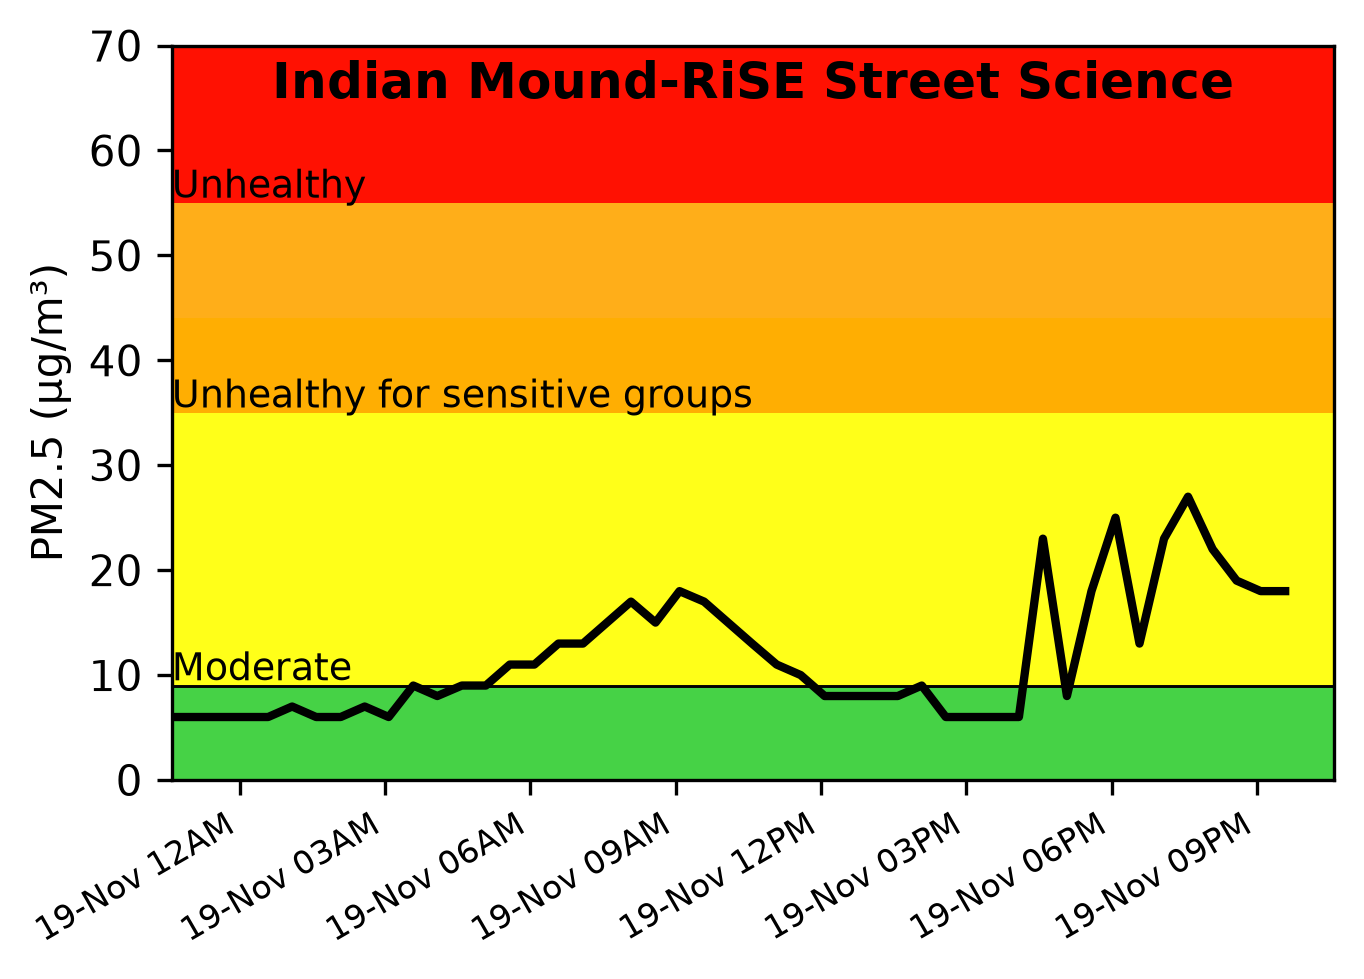 Indian Mound-RiSE Street Science
PM2.5 (µg/m³)
70
60
50
40
30
20
10
0
Unhealthy
Unhealthy for sensitive groups
Moderate
19-Nov 12AM
19-Nov 03AM
19-Nov 06AM
19-Nov 09AM
19-Nov 12PM
19-Nov 03PM
19-Nov 06PM
19-Nov 09PM